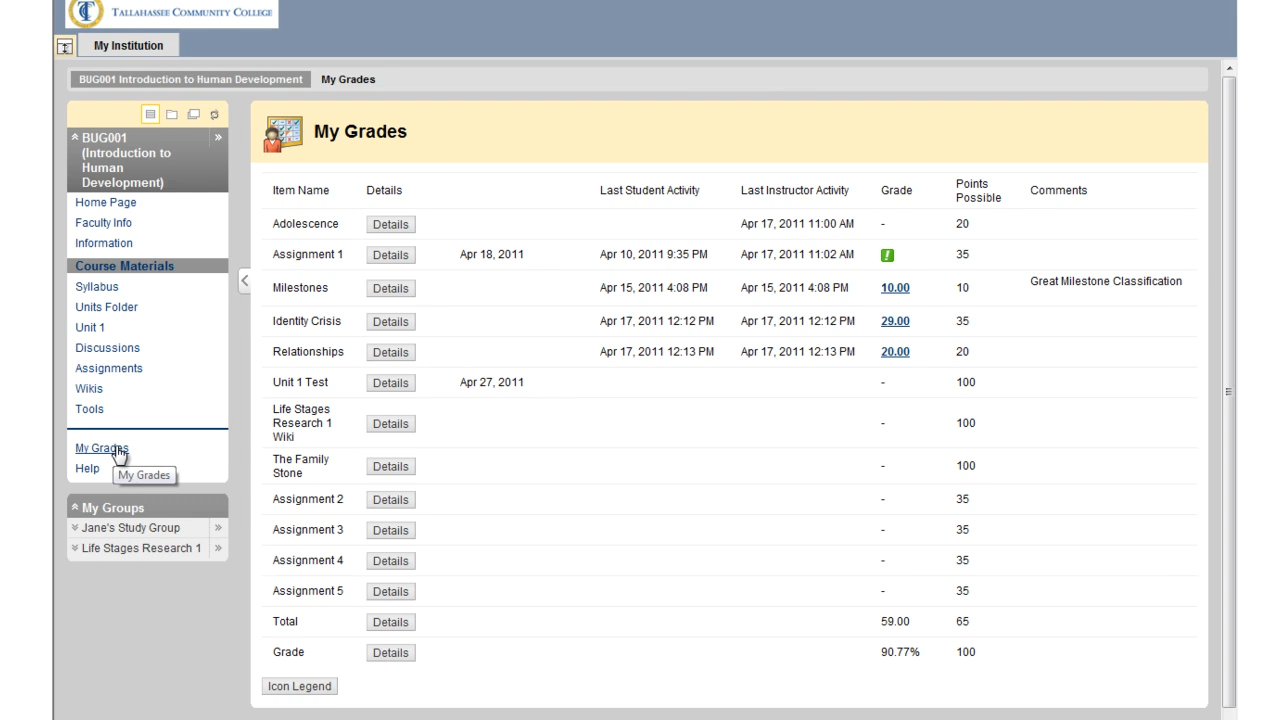 TALLAHASSEE COMMUNITY COLLEGE
My Institution
BUG001 Introduction to Human Development My Grades
BUG001
(Introduction to
Human
Development)
Home Page
Faculty Info
Information
Course Materials
Syllabus
Units Folder
Unit 1
Discussions
Assignments
Wikis
Tools
My Grades
Help
My Grades
My Groups
Jane's Study Group
Life Stages Research 1
My Grades
Item Name Details Last Student Activity Last Instructor Activity Grade Points Possible Comments
Adolescence Details Apr 17, 2011 11:00 AM - 20
Assignment 1 Details Apr 18, 2011 Apr 10, 2011 9:35 PM Apr 17, 2011 11:02 AM ! 35
Milestones Details Apr 15, 2011 4:08 PM Apr 15, 2011 4:08 PM 10.00 10 Great Milestone Classification
Identity Crisis Details Apr 17, 2011 12:12 PM Apr 17, 2011 12:12 PM 29.00 35
Relationships Details Apr 17, 2011 12:13 PM Apr 17, 2011 12:13 PM 20.00 20
Unit 1 Test Details Apr 27, 2011 - 100
Life Stages
Research 1 Details - 100
Wiki
The Family
Stone Details - 100
Assignment 2 Details - 35
Assignment 3 Details - 35
Assignment 4 Details - 35
Assignment 5 Details - 35
Total Details 59.00 65
Grade Details 90.77% 100
Icon Legend